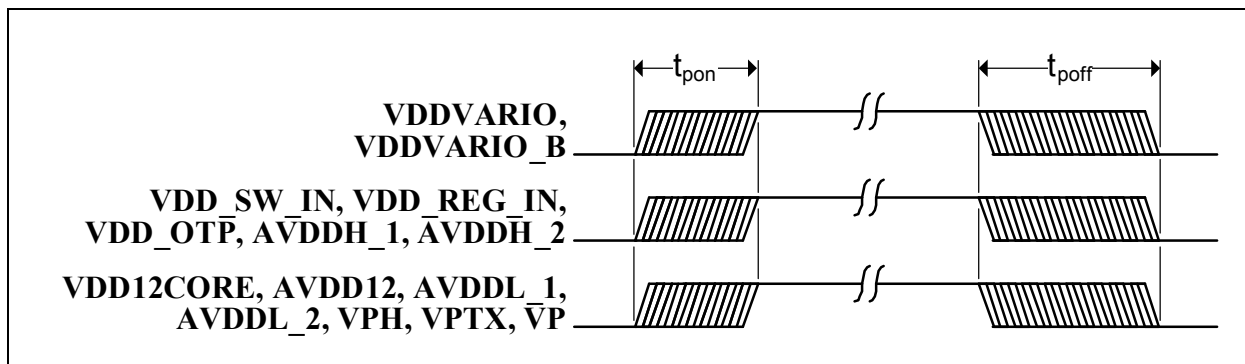 tpon
tpoff
VDDVARIO,
VDDVARIO_B
VDD_SW_IN, VDD_REG_IN,
VDD_OTP, AVDDH_1, AVDDH_2
VDD12CORE, AVDD12, AVDDL_1,
AVDDL_2, VPH, VPTX, VP